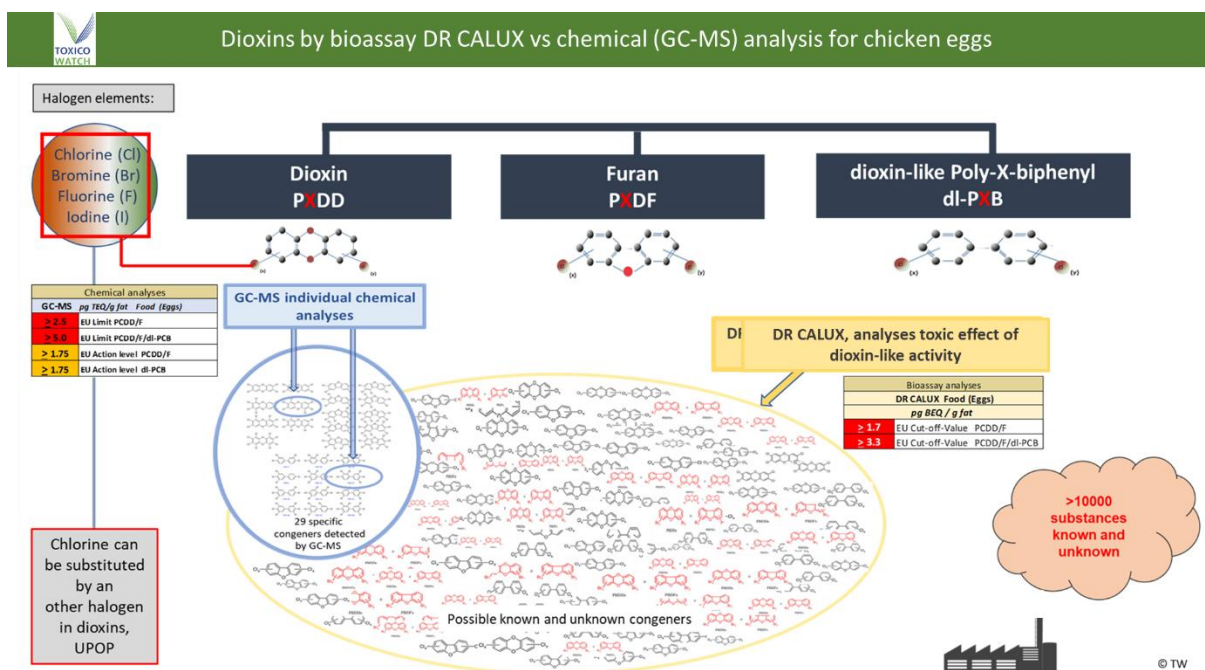 TOXICO
WATCH
Dioxins by bioassay DR CALUX vs chemical (GC-MS) analysis for chicken eggs
Halogen elements:
Chlorine (Cl)
Bromine (Br)
Fluorine (F)
Iodine (I)
Dioxin
PXDD
Furan
PXDF
dioxin-like Poly-X-biphenyl
dl-PXB
(x)
(y)
(x)
(y)
(x)
(y)
Chemical analyses
GC-MS pg TEQ/g fat Food (Eggs)
≥ 2.5 EU Limit PCDD/F
≥ 5.0 EU Limit PCDD/F/dl-PCB
≥ 1.75 EU Action level PCDD/F
≥ 1.75 EU Action level dl-PCB
GC-MS individual chemical
analyses
DR CALUX, analyses toxic effect of
dioxin-like activity
Bioassay analyses
DR CALUX Food (Eggs)
pg BEQ / g fat
≥ 1.7 EU Cut-off-Value PCDD/F
≥ 3.3 EU Cut-off-Value PCDD/F/dl-PCB
29 specific
congeners detected
by GC-MS
Possible known and unknown congeners
>10000
substances
known and
unknown
Chlorine can
be substituted
by an
other halogen
in dioxins,
UPOP
© TW